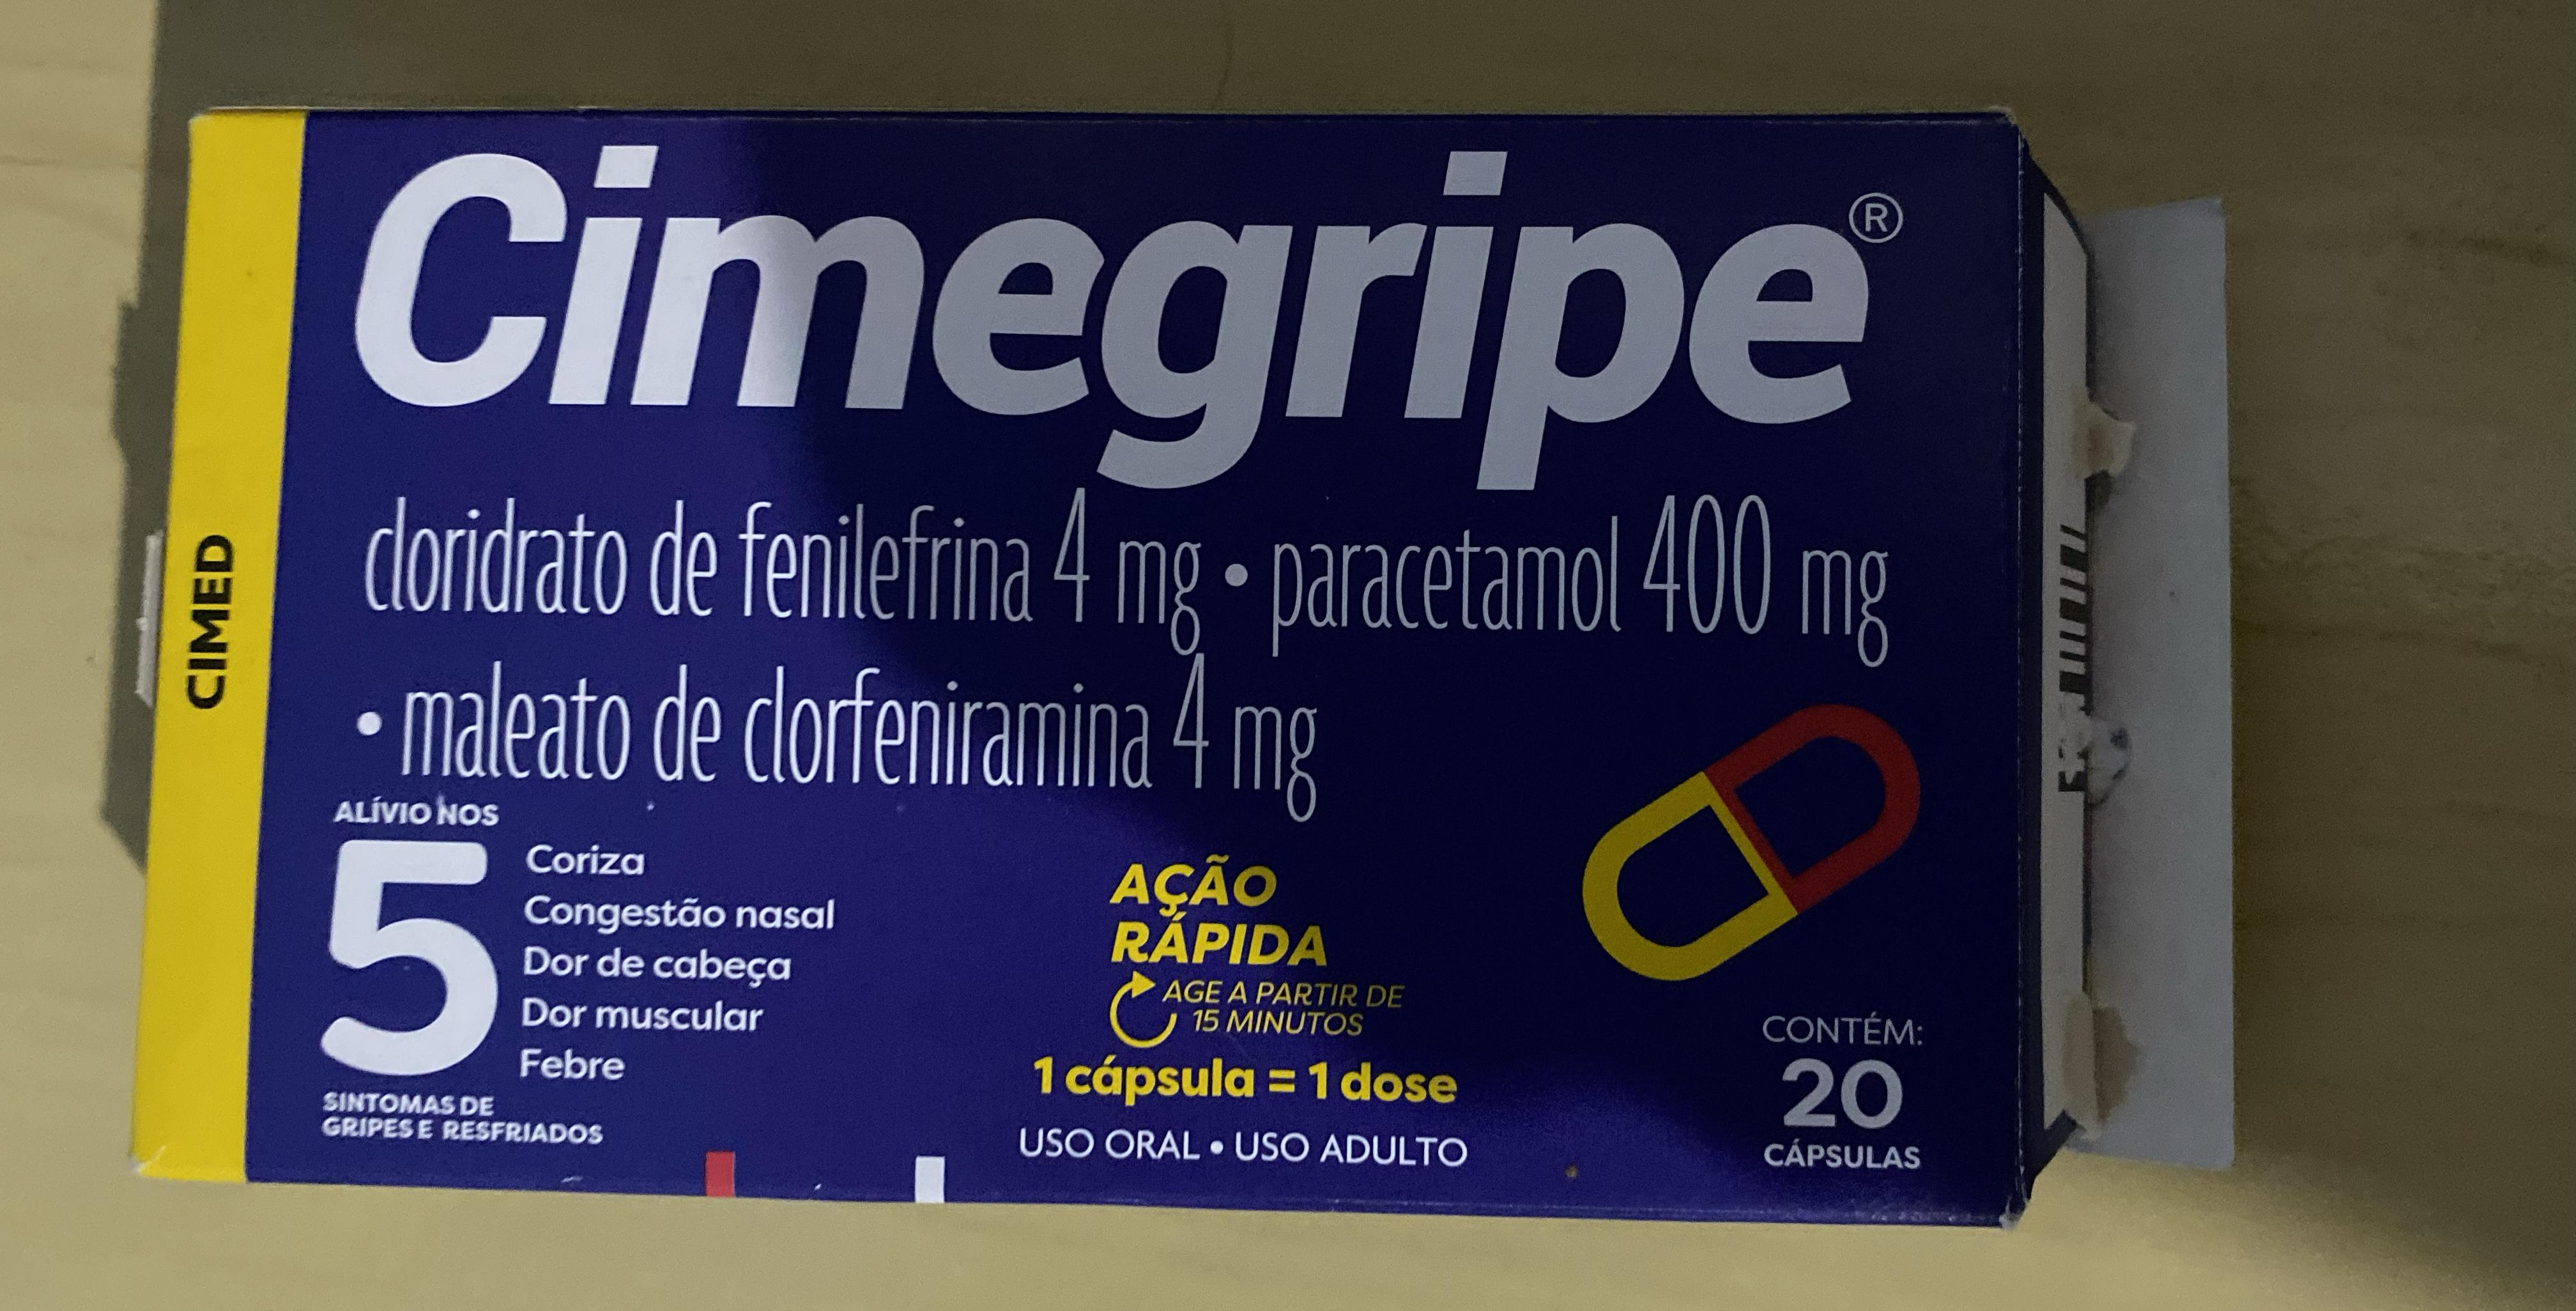 Cimegripe®
cloridrato de fenilefrina 4 mg • paracetamol 400 mg
• maleato de clorfeniramina 4 mg
CIMED
ALÍVIO NOS
5
Coriza
Congestão nasal
Dor de cabeça
Dor muscular
Febre
SINTOMAS DE
GRIPES E RESFRIADOS
AÇÃO
RÁPIDA
AGE A PARTIR DE
15 MINUTOS
1 cápsula = 1 dose
USO ORAL • USO ADULTO
CONTÉM:
20
CÁPSULAS